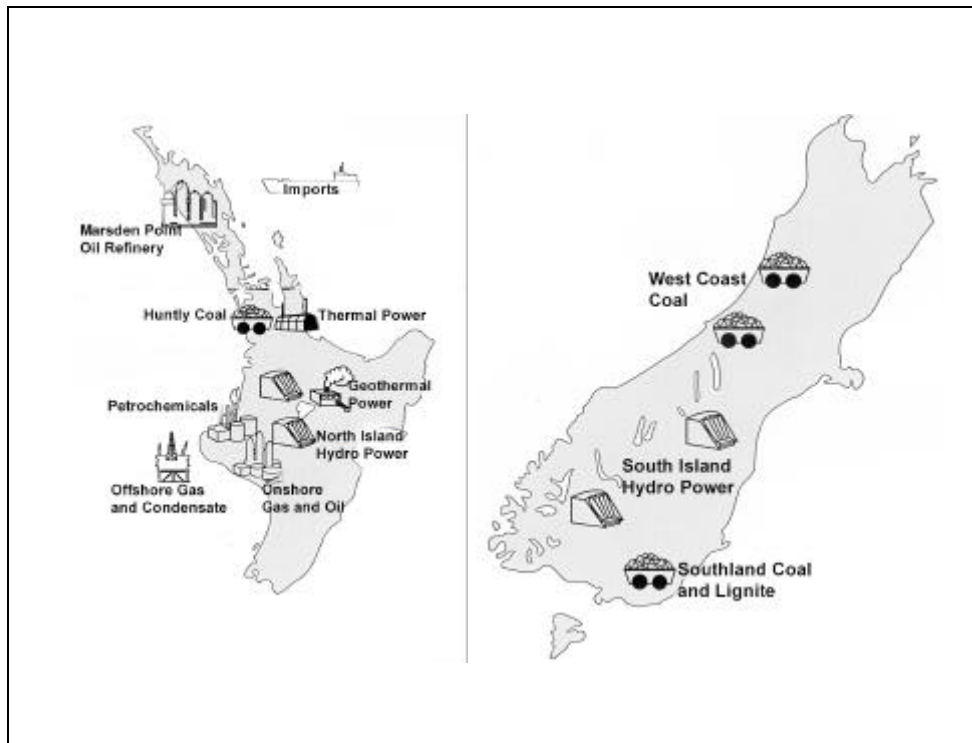 Imports
Marsden Point
Oil Refinery
Huntly Coal
Thermal Power
Geothermal
Power
Petrochemicals
North Island
Hydro Power
Offshore Gas
and Condensate
Onshore
Gas and Oil
West Coast
Coal
South Island
Hydro Power
Southland Coal
and Lignite